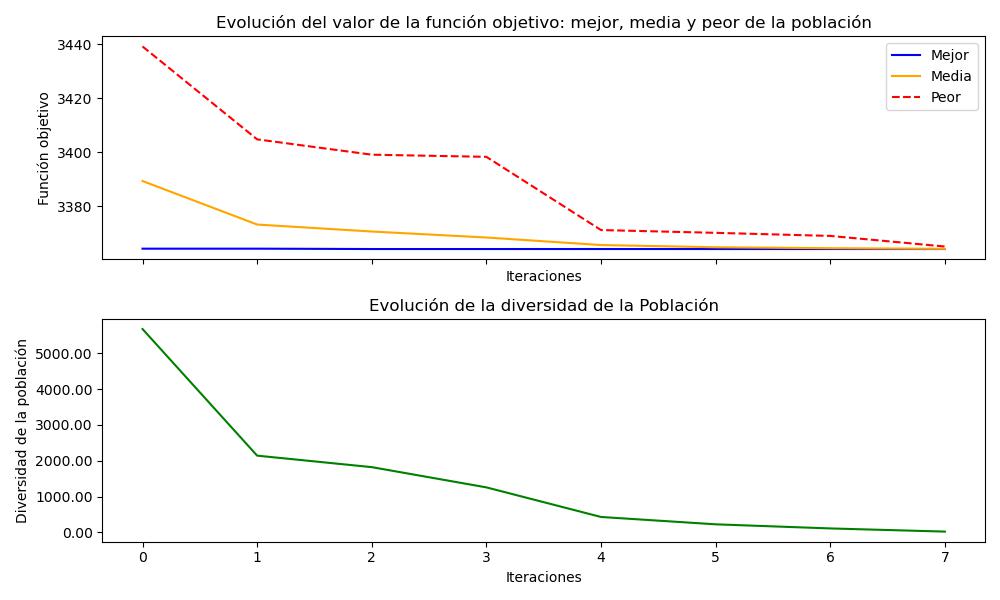 Evolución del valor de la función objetivo: mejor, media y peor de la población
Función objetivo
3440
3420
3400
3380
Mejor
Media
Peor
Iteraciones
Evolución de la diversidad de la Población
Diversidad de la población
5000.00
4000.00
3000.00
2000.00
1000.00
0.00
0 1 2 3 4 5 6 7
Iteraciones